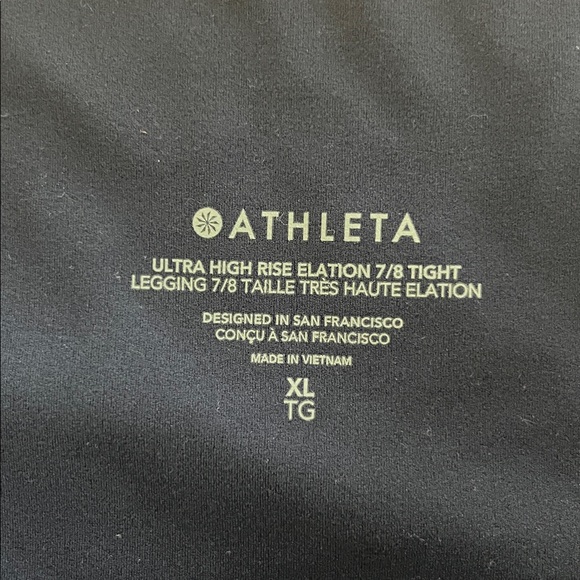 ATHLETA
ULTRA HIGH RISE ELATION 7/8 TIGHT
LEGGING 7/8 TAILLE TRÈS HAUTE ELATION
DESIGNED IN SAN FRANCISCO
CONÇU À SAN FRANCISCO
MADE IN VIETNAM
XL
TG